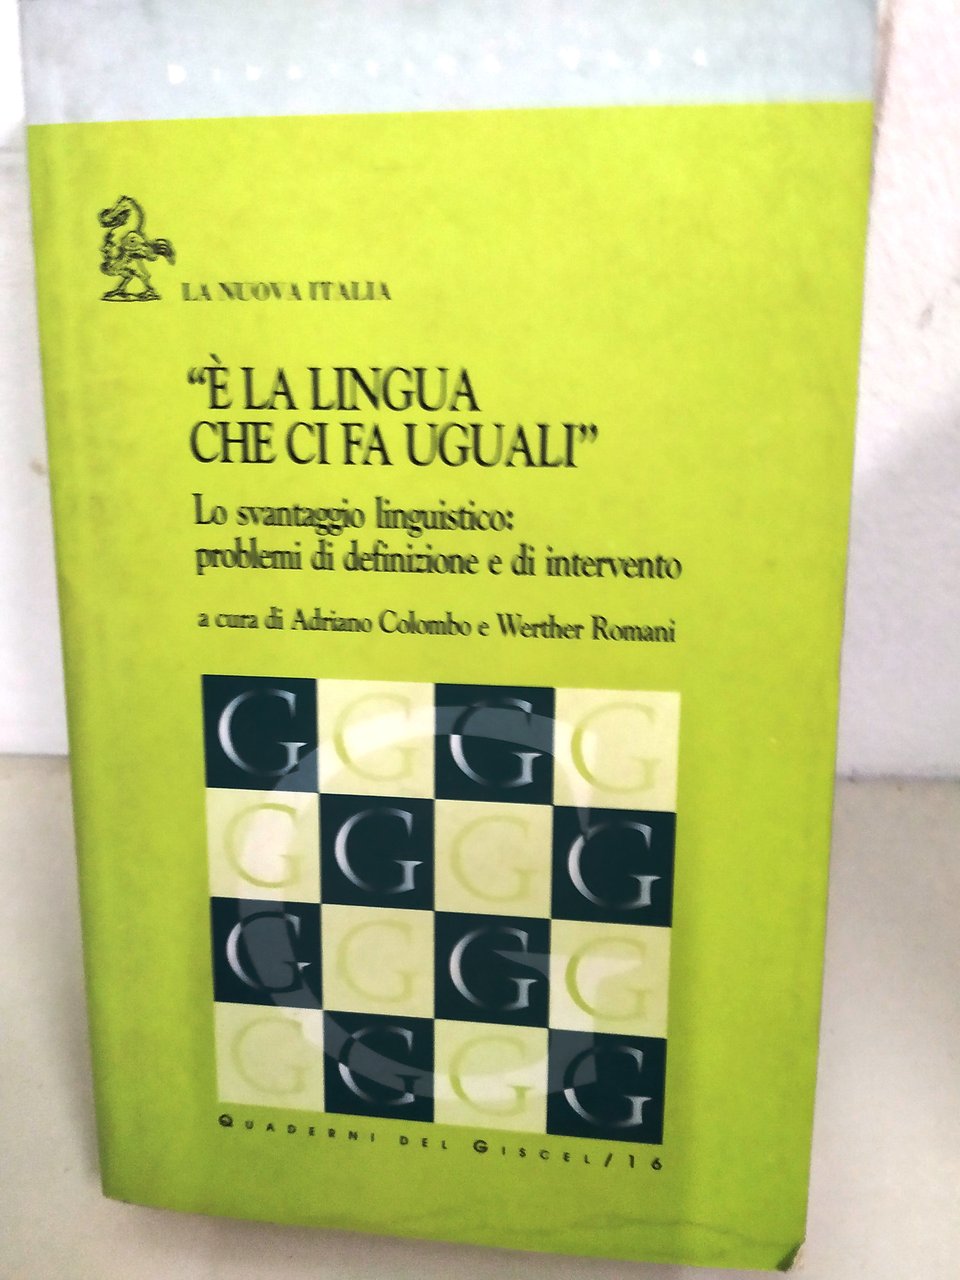 LA NUOVA ITALIA
“È LA LINGUA
CHE CI FA UGUALI”
Lo svantaggio linguistico:
problemi di definizione e di intervento
a cura di Adriano Colombo e Werther Romani
G G G G
G G G G
G G G G
G G G G
QUADERNI DEL GISCEL/16